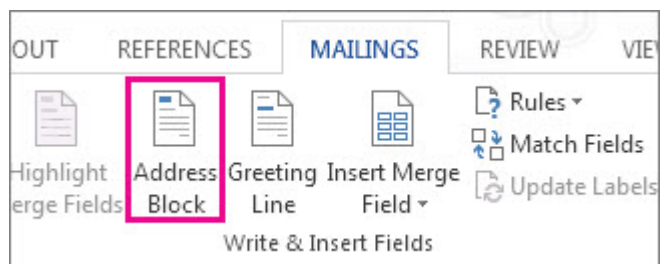 OUT REFERENCES MAILINGS REVIEW VIE
Highlight
erge Fields
Address
Block
Greeting
Line
Insert Merge
Field
Rules
Match Fields
Update Labels
Write & Insert Fields